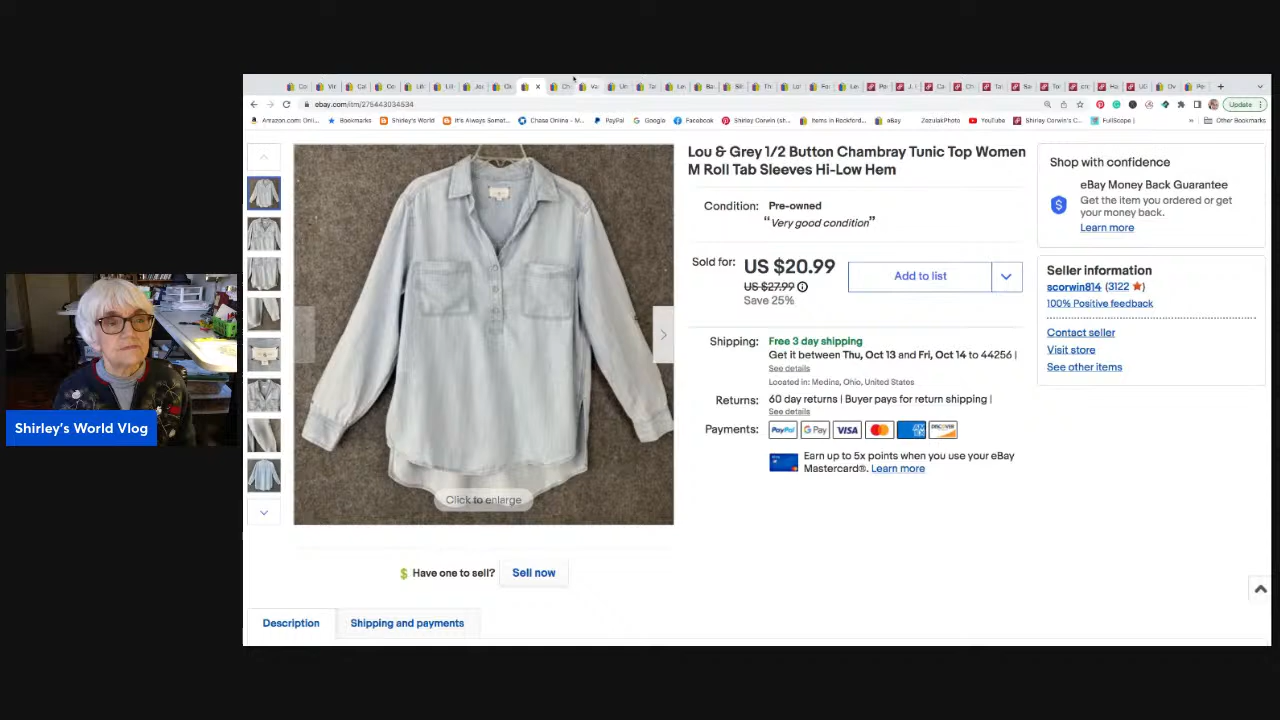 ebay.com/itm/275443034534
Update
Amazon.com: Onli...
Bookmarks
Shirley's World
It's Always Somet...
Chase Online - M...
PayPal
Google
Facebook
Shirley Corwin (sh...
Items in Rockford...
eBay
ZazulakPhoto
YouTube
Shirley Corwin's C...
FullScope |
»
Other Bookmarks
Lou & Grey 1/2 Button Chambray Tunic Top Women
M Roll Tab Sleeves Hi-Low Hem
Condition: Pre-owned
"Very good condition"
Sold for: US $20.99
US $27.99
Save 25%
Add to list
Shipping: Free 3 day shipping
Get it between Thu, Oct 13 and Fri, Oct 14 to 44256 |
See details
Located in: Medina, Ohio, United States
Returns: 60 day returns | Buyer pays for return shipping |
See details
Payments: PayPal G Pay VISA DISCOVER
Earn up to 5x points when you use your eBay
Mastercard®. Learn more
Shop with confidence
eBay Money Back Guarantee
Get the item you ordered or get
your money back.
Learn more
Seller information
scorwin814 (3122 ★)
100% Positive feedback
Contact seller
Visit store
See other items
Click to enlarge
Have one to sell? Sell now
Description
Shipping and payments
Shirley's World Vlog